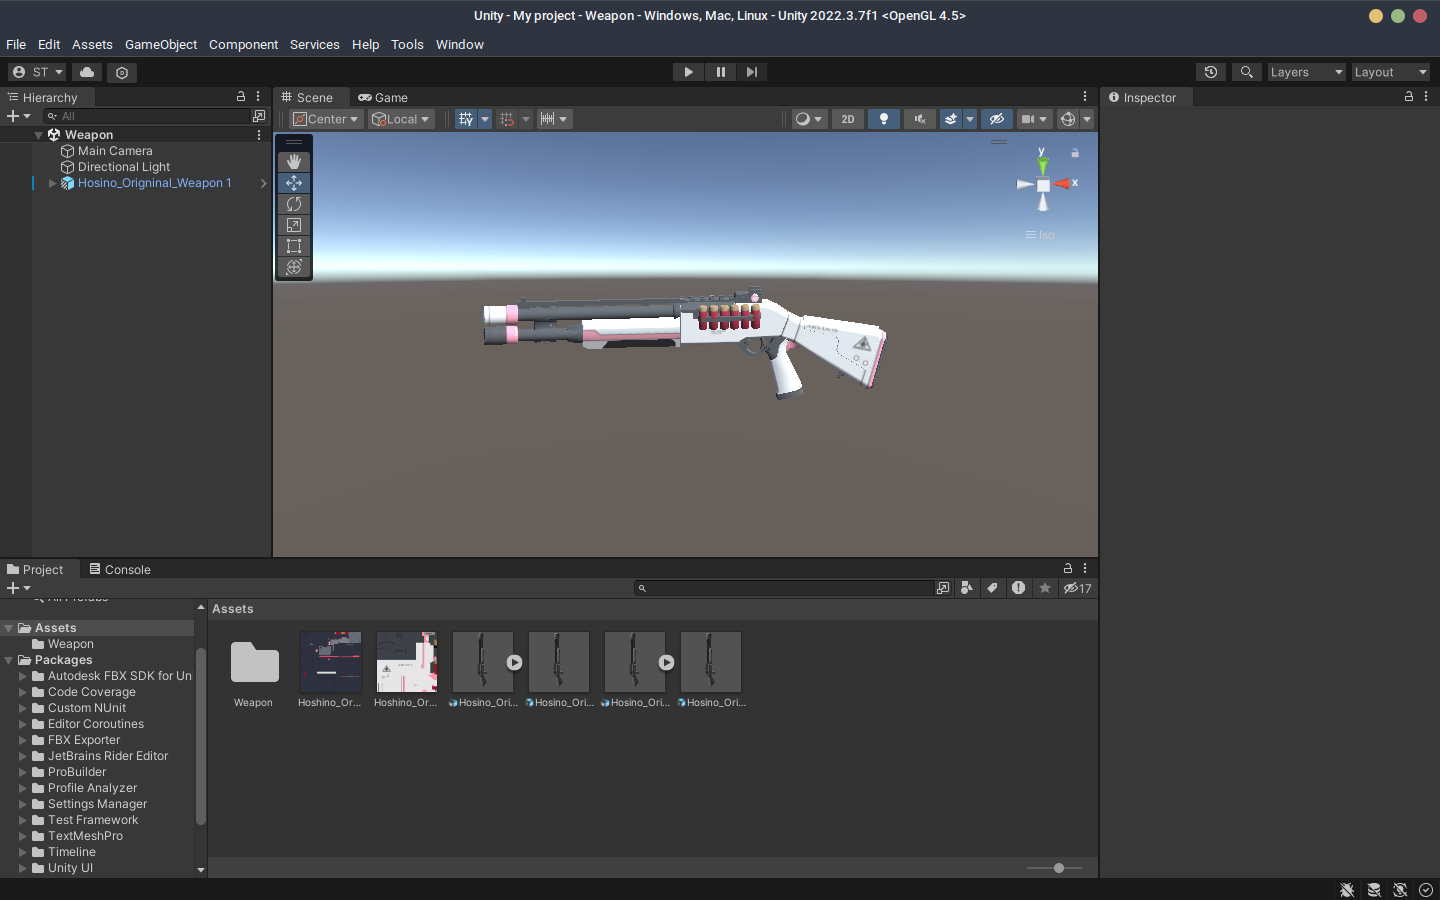 Unity - My project - Weapon - Windows, Mac, Linux - Unity 2022.3.7f1 <OpenGL 4.5>
File Edit Assets GameObject Component Services Help Tools Window
ST
Layers
Layout
Hierarchy
All
Weapon
Main Camera
Directional Light
Hosino_Origninal_Weapon 1
Scene
Game
Center
Local
2D
y
x
Iso
Inspector
Project
Console
17
All Prefabs
Assets
Weapon
Packages
Autodesk FBX SDK for Un
Code Coverage
Custom NUnit
Editor Coroutines
FBX Exporter
JetBrains Rider Editor
ProBuilder
Profile Analyzer
Settings Manager
Test Framework
TextMeshPro
Timeline
Unity UI
Assets
Weapon
Hoshino_Or...
Hoshino_Or...
Hosino_Ori...
Hosino_Ori...
Hosino_Ori...
Hosino_Ori...